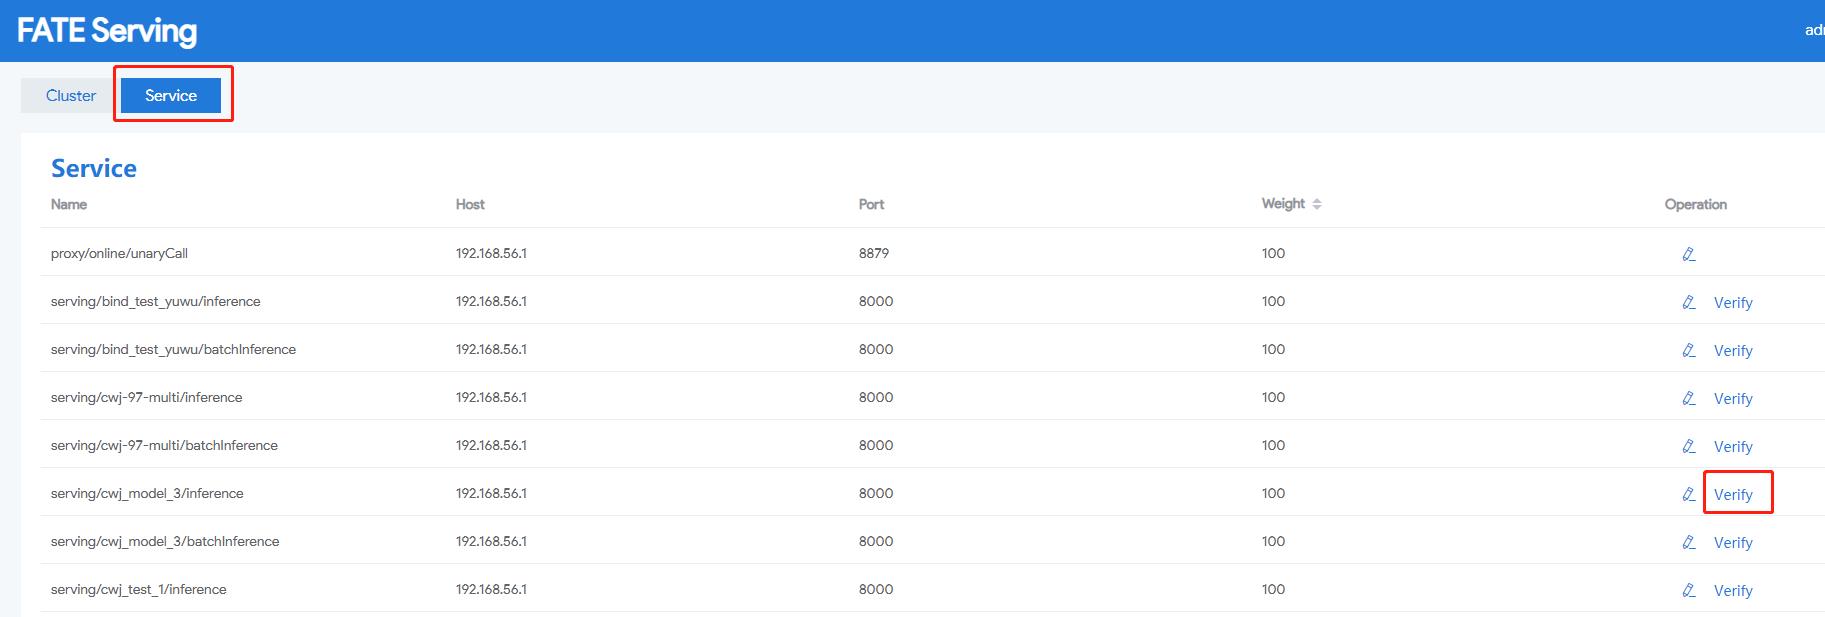 FATE Serving
adm
Cluster Service
Service
Name Host Port Weight Operation
proxy/online/unaryCall 192.168.56.1 8879 100
serving/bind_test_yuwu/inference 192.168.56.1 8000 100 Verify
serving/bind_test_yuwu/batchInference 192.168.56.1 8000 100 Verify
serving/cwj-97-multi/inference 192.168.56.1 8000 100 Verify
serving/cwj-97-multi/batchInference 192.168.56.1 8000 100 Verify
serving/cwj_model_3/inference 192.168.56.1 8000 100 Verify
serving/cwj_model_3/batchInference 192.168.56.1 8000 100 Verify
serving/cwj_test_1/inference 192.168.56.1 8000 100 Verify